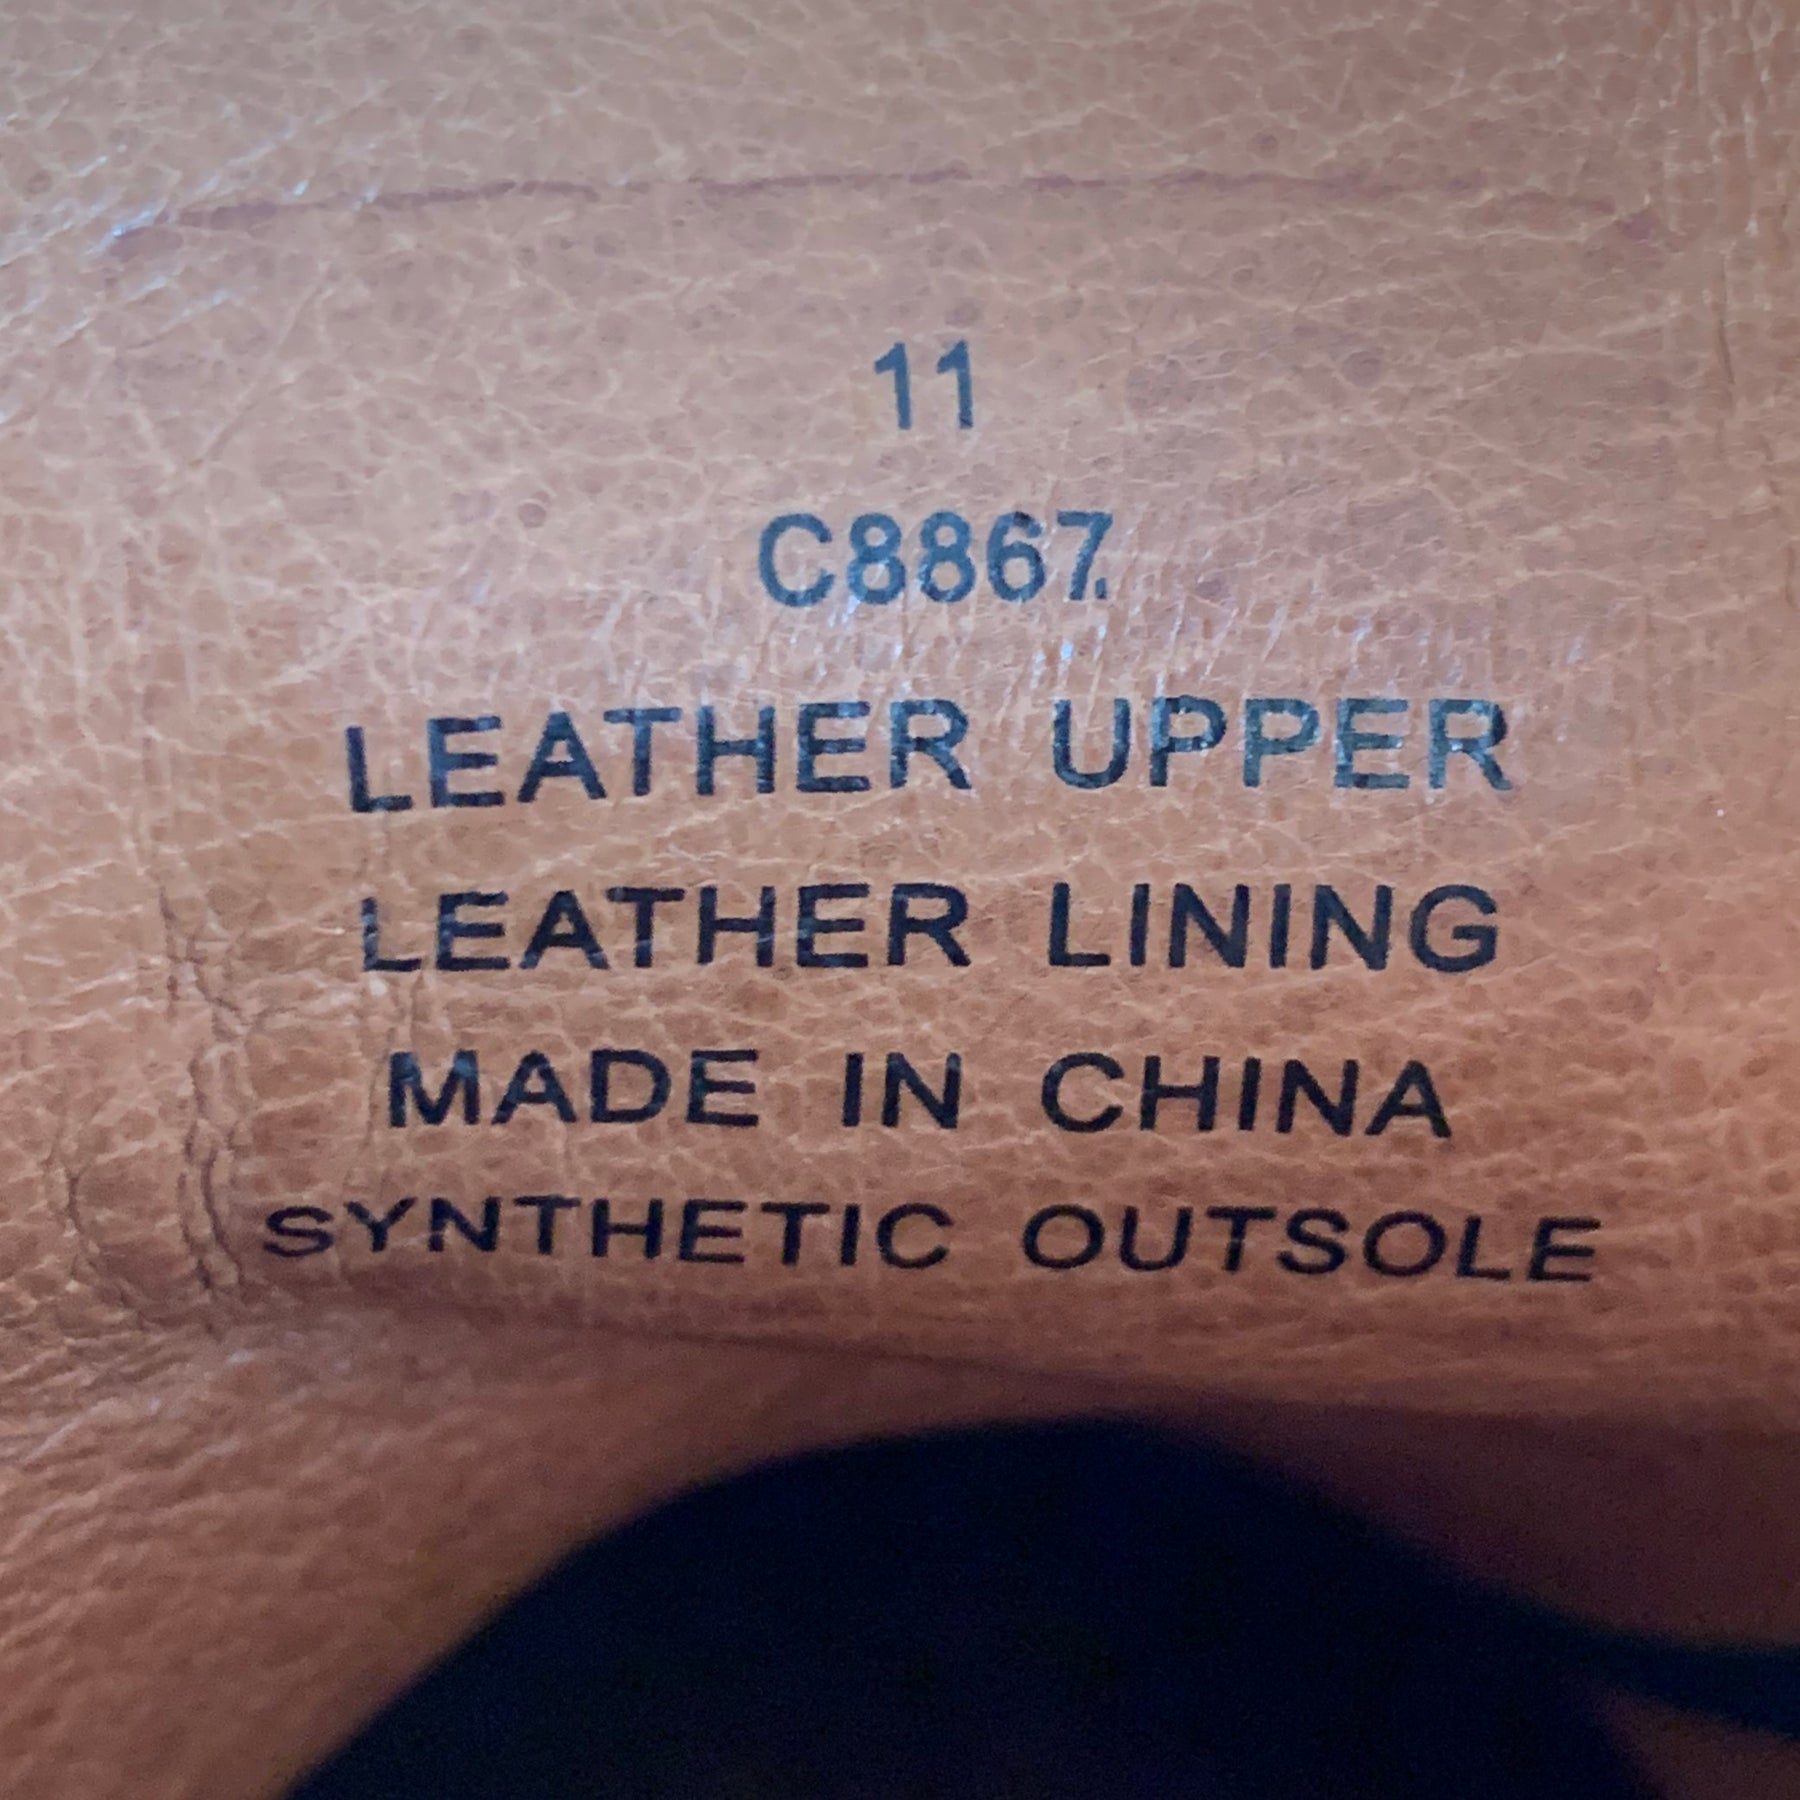 11
C8867
LEATHER UPPER
LEATHER LINING
MADE IN CHINA
SYNTHETIC OUTSOLE